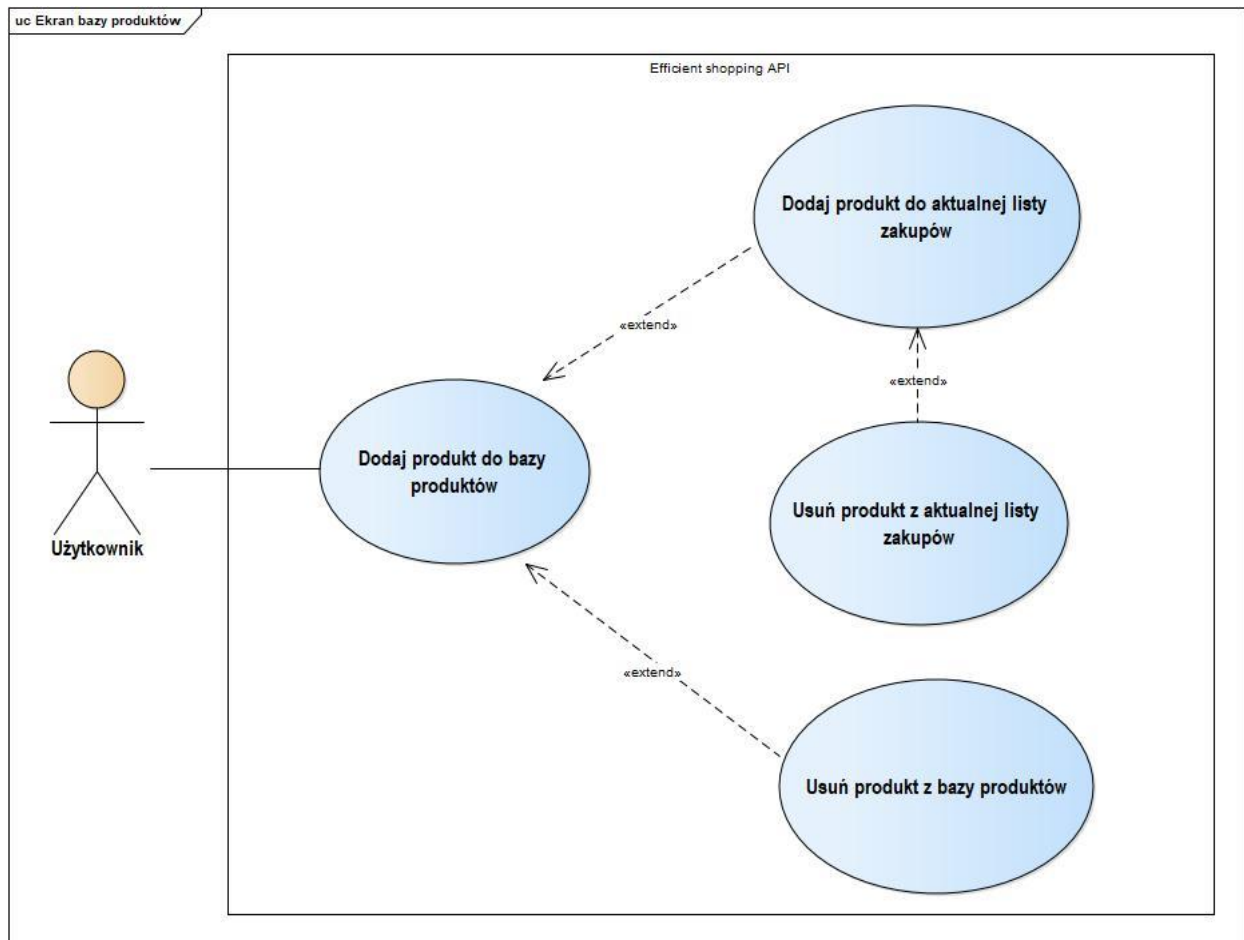 uc Ekran bazy produktów
Efficient shopping API
Dodaj produkt do aktualnej listy
zakupów
«extend»
«extend»
Dodaj produkt do bazy
produktów
Usuń produkt z aktualnej listy
zakupów
Użytkownik
«extend»
Usuń produkt z bazy produktów